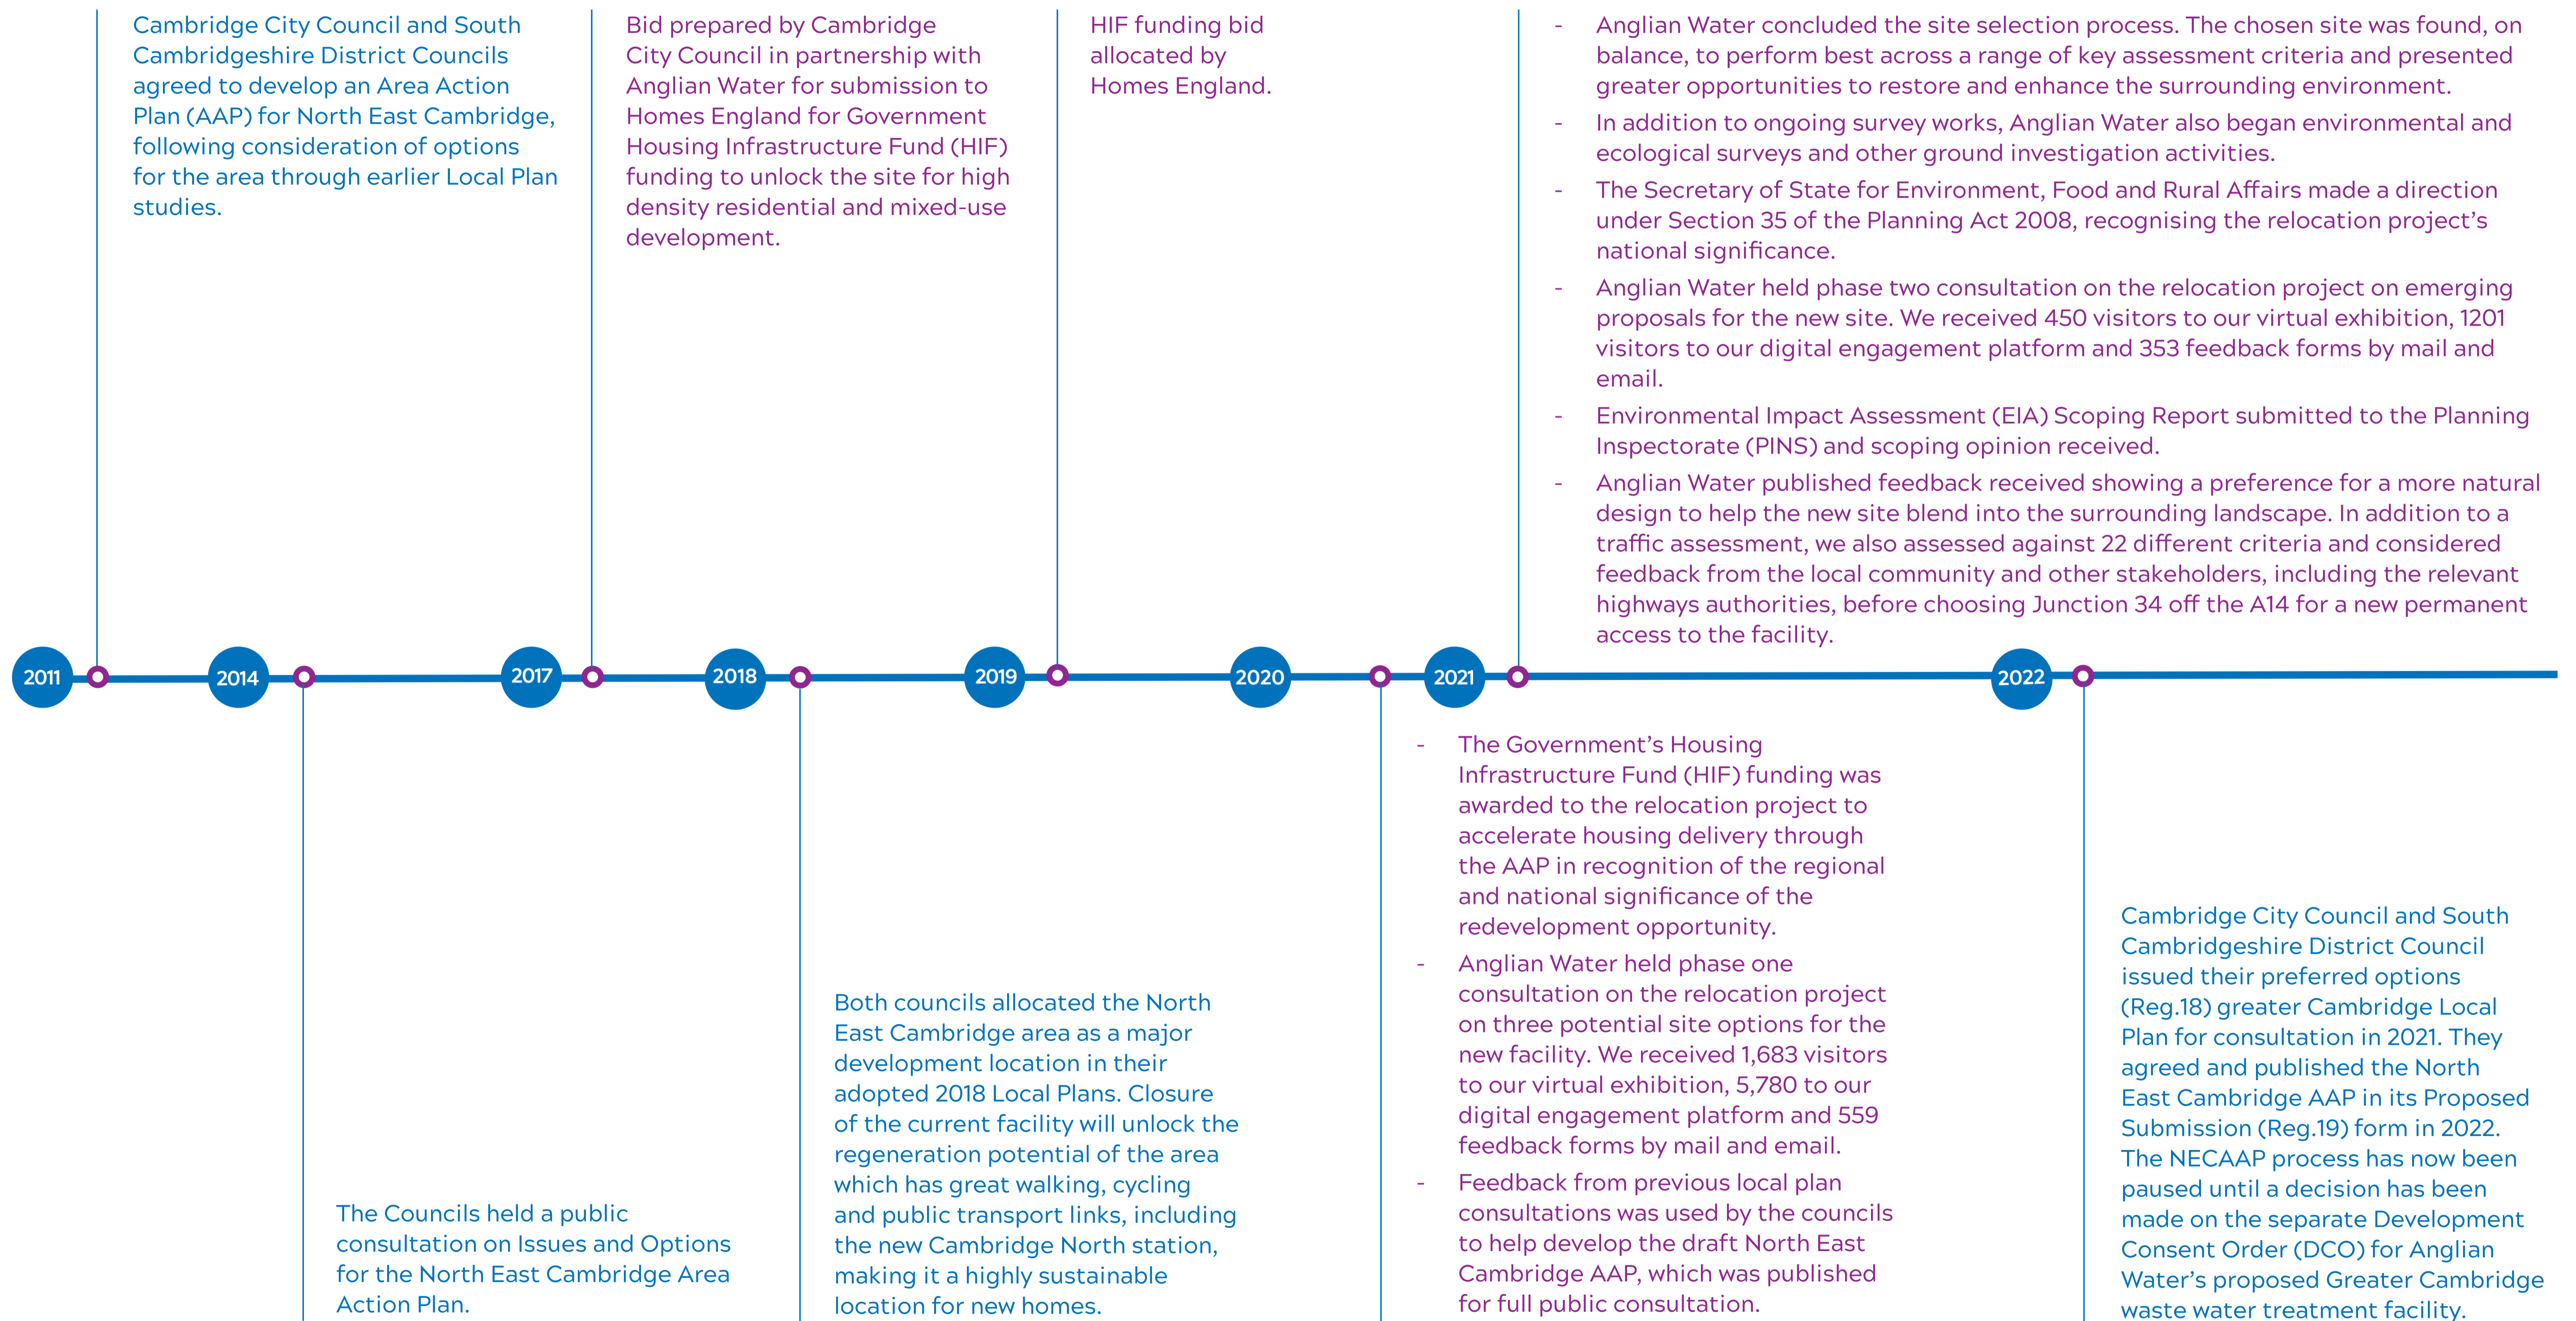 Cambridge City Council and South
Cambridgeshire District Councils
agreed to develop an Area Action
Plan (AAP) for North East Cambridge,
following consideration of options
for the area through earlier Local Plan
studies.
Bid prepared by Cambridge
City Council in partnership with
Anglian Water for submission to
Homes England for Government
Housing Infrastructure Fund (HIF)
funding to unlock the site for high
density residential and mixed-use
development.
HIF funding bid
allocated by
Homes England.
- Anglian Water concluded the site selection process. The chosen site was found, on
balance, to perform best across a range of key assessment criteria and presented
greater opportunities to restore and enhance the surrounding environment.
- In addition to ongoing survey works, Anglian Water also began environmental and
ecological surveys and other ground investigation activities.
- The Secretary of State for Environment, Food and Rural Affairs made a direction
under Section 35 of the Planning Act 2008, recognising the relocation project's
national significance.
- Anglian Water held phase two consultation on the relocation project on emerging
proposals for the new site. We received 450 visitors to our virtual exhibition, 1201
visitors to our digital engagement platform and 353 feedback forms by mail and
email.
- Environmental Impact Assessment (EIA) Scoping Report submitted to the Planning
Inspectorate (PINS) and scoping opinion received.
- Anglian Water published feedback received showing a preference for a more natural
design to help the new site blend into the surrounding landscape. In addition to a
traffic assessment, we also assessed against 22 different criteria and considered
feedback from the local community and other stakeholders, including the relevant
highways authorities, before choosing Junction 34 off the A14 for a new permanent
access to the facility.
2011
2014
2017
2018
2019
2020
2021
2022
The Councils held a public
consultation on Issues and Options
for the North East Cambridge Area
Action Plan.
Both councils allocated the North
East Cambridge area as a major
development location in their
adopted 2018 Local Plans. Closure
of the current facility will unlock the
regeneration potential of the area
which has great walking, cycling
and public transport links, including
the new Cambridge North station,
making it a highly sustainable
location for new homes.
- The Government's Housing
Infrastructure Fund (HIF) funding was
awarded to the relocation project to
accelerate housing delivery through
the AAP in recognition of the regional
and national significance of the
redevelopment opportunity.
- Anglian Water held phase one
consultation on the relocation project
on three potential site options for the
new facility. We received 1,683 visitors
to our virtual exhibition, 5,780 to our
digital engagement platform and 559
feedback forms by mail and email.
- Feedback from previous local plan
consultations was used by the councils
to help develop the draft North East
Cambridge AAP, which was published
for full public consultation.
Cambridge City Council and South
Cambridgeshire District Council
issued their preferred options
(Reg.18) greater Cambridge Local
Plan for consultation in 2021. They
agreed and published the North
East Cambridge AAP in its Proposed
Submission (Reg.19) form in 2022.
The NECAAP process has now been
paused until a decision has been
made on the separate Development
Consent Order (DCO) for Anglian
Water's proposed Greater Cambridge
waste water treatment facility.